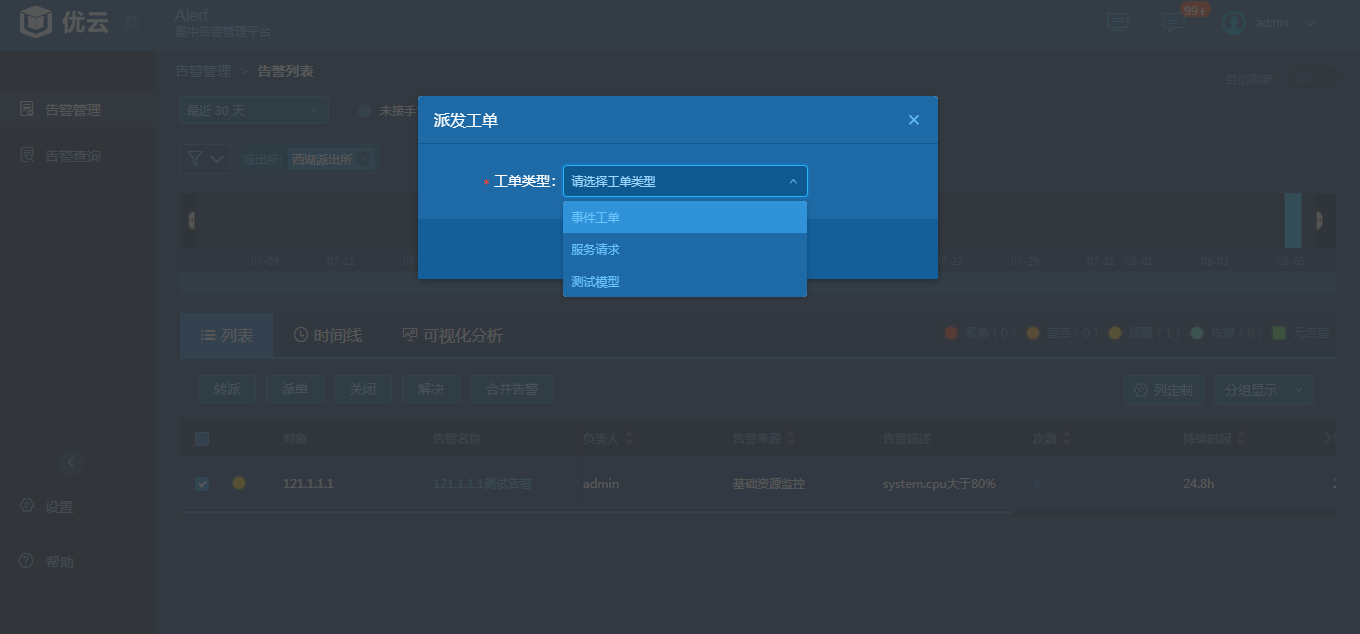 优云
Alert
集中告警管理平台
99+
admin
告警管理 > 告警列表
自动刷新
告警管理
告警查询
最近 30 天
未接手
派出所: 西湖派出所
派发工单
工单类型:
请选择工单类型
事件工单
服务请求
测试模型
07-09
07-11
07
7-27
07-29
07-31
08-01
08-03
08-05
列表
时间线
可视化分析
紧急 ( 0 )
警告 ( 0 )
提醒 ( 1 )
恢复 ( 0 )
无告警
转派
派单
关闭
解决
合并告警
列定制
分组显示
对象
告警名称
负责人
告警来源
告警描述
次数
持续时间
121.1.1.1
121.1.1.1测试告警
admin
基础资源监控
system.cpu大于80%
3
24.8h
设置
帮助